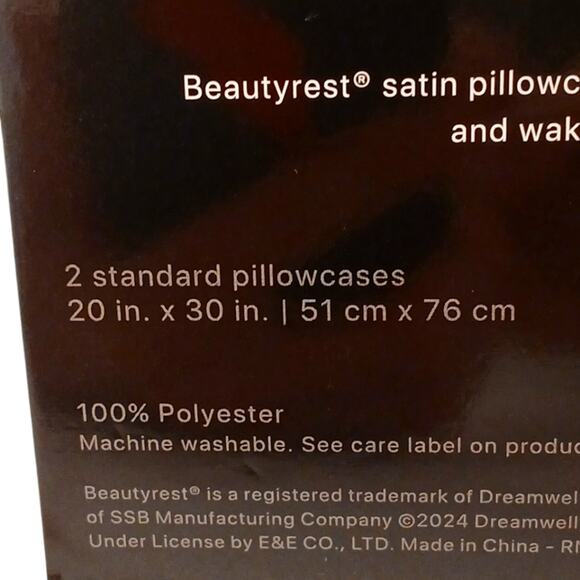 Beautyrest® satin pillowc
and wak
2 standard pillowcases
20 in. x 30 in. | 51 cm x 76 cm
100% Polyester
Machine washable. See care label on produc
Beautyrest® is a registered trademark of Dreamwel
of SSB Manufacturing Company ©2024 Dreamwell
Under License by E&E CO., LTD. Made in China - RN